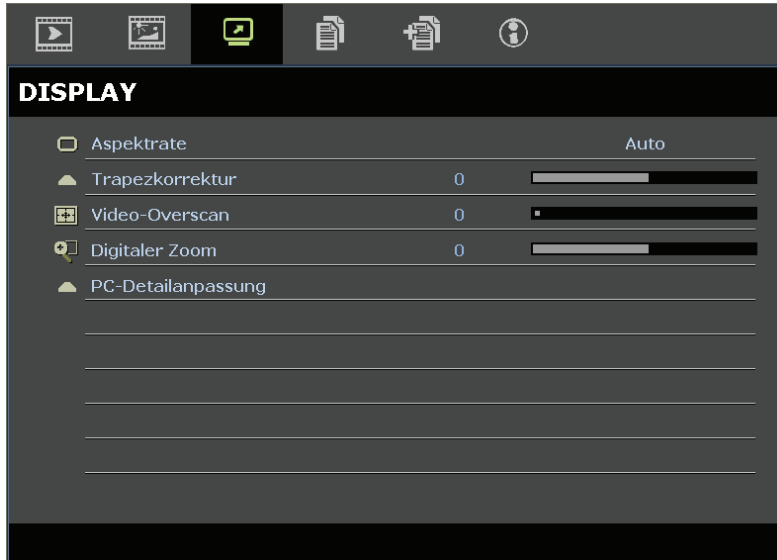 DISPLAY
Aspektrate Auto
Trapezkorrektur 0
Video-Overscan 0
Digitaler Zoom 0
PC-Detailanpassung